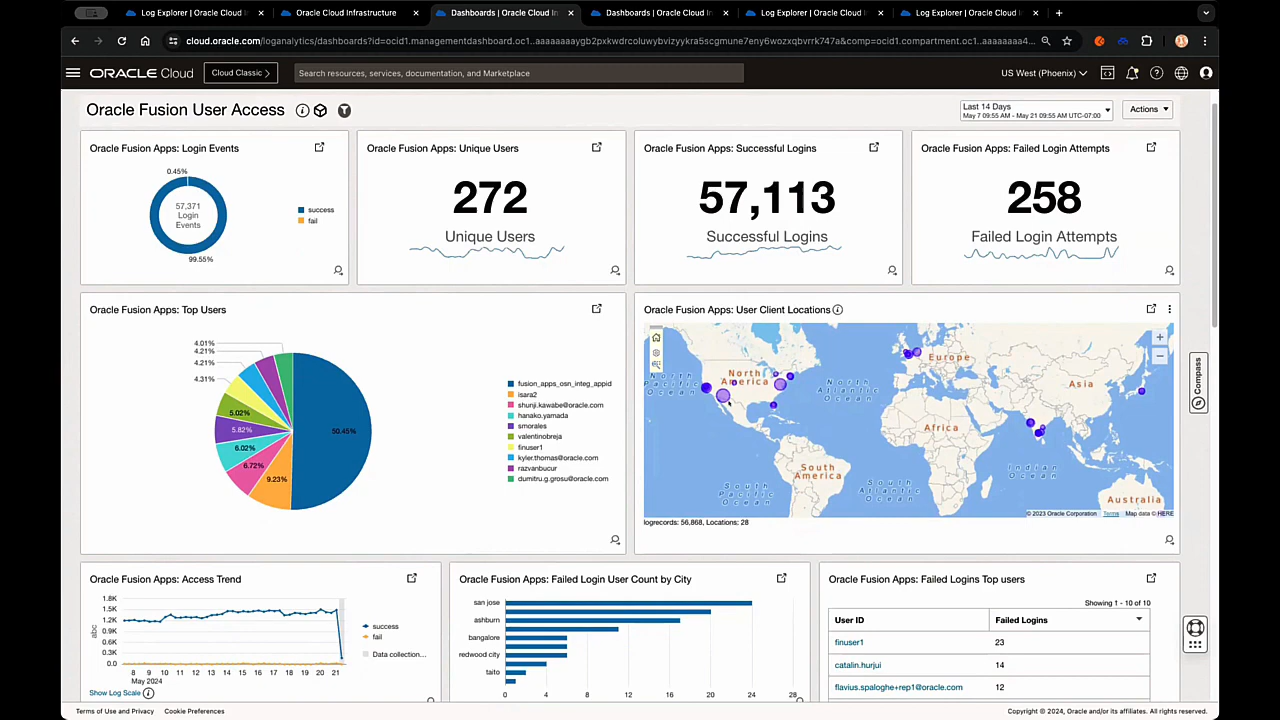 Log Explorer | Oracle Cloud I
Oracle Cloud Infrastructure
Dashboards | Oracle Cloud In
Dashboards | Oracle Cloud In
Log Explorer | Oracle Cloud I
Log Explorer | Oracle Cloud I
cloud.oracle.com/loganalytics/dashboards?id=ocid1.managementdashboard.oc1..aaaaaaaaygb2pxkwdrcoluwybvizyykra5scgmune7eny6wozxqbvrrk747a&comp=ocid1.compartment.oc1..aaaaaaaa4...
ORACLE Cloud
Cloud Classic >
Search resources, services, documentation, and Marketplace
US West (Phoenix)
Oracle Fusion User Access
Last 14 Days
May 7 09:55 AM - May 21 09:55 AM UTC-07:00
Actions
Oracle Fusion Apps: Login Events
0.45%
57,371
Login
Events
99.55%
success
fail
Oracle Fusion Apps: Unique Users
272
Unique Users
Oracle Fusion Apps: Successful Logins
57,113
Successful Logins
Oracle Fusion Apps: Failed Login Attempts
258
Failed Login Attempts
Oracle Fusion Apps: Top Users
4.01%
4.21%
4.21%
4.31%
5.02%
5.82%
6.02%
6.72%
9.23%
50.45%
fusion_apps_osn_integ_appid
isara2
shunji.kawabe@oracle.com
hanako.yamada
smorales
valentinobreja
finuser1
kyler.thomas@oracle.com
razvanbucur
dumitru.g.grosu@oracle.com
Oracle Fusion Apps: User Client Locations
North
America
Europe
Asia
Africa
South
America
Australia
North
Pacific
Ocean
North
Atlantic
Ocean
South
Pacific
Ocean
South
Atlantic
Ocean
Indian
Ocean
© 2023 Oracle Corporation Terms Map data © HERE
logrecords: 56,868, Locations: 28
Compass
Oracle Fusion Apps: Access Trend
1.8K
1.5K
1.2K
0.9K
0.6K
0.3K
0.0
abc
8 9 10 11 12 13 14 15 16 17 18 19 20 21
May 2024
success
fail
Data collection...
Show Log Scale
Oracle Fusion Apps: Failed Login User Count by City
san jose
ashburn
bangalore
redwood city
taito
0 4 8 12 16 20 24 28
Oracle Fusion Apps: Failed Logins Top users
Showing 1 - 10 of 10
User ID Failed Logins
finuser1 23
catalin.hurjui 14
flavius.spaloghe+rep1@oracle.com 12
Terms of Use and Privacy Cookie Preferences
Copyright © 2024, Oracle and/or its affiliates. All rights reserved.